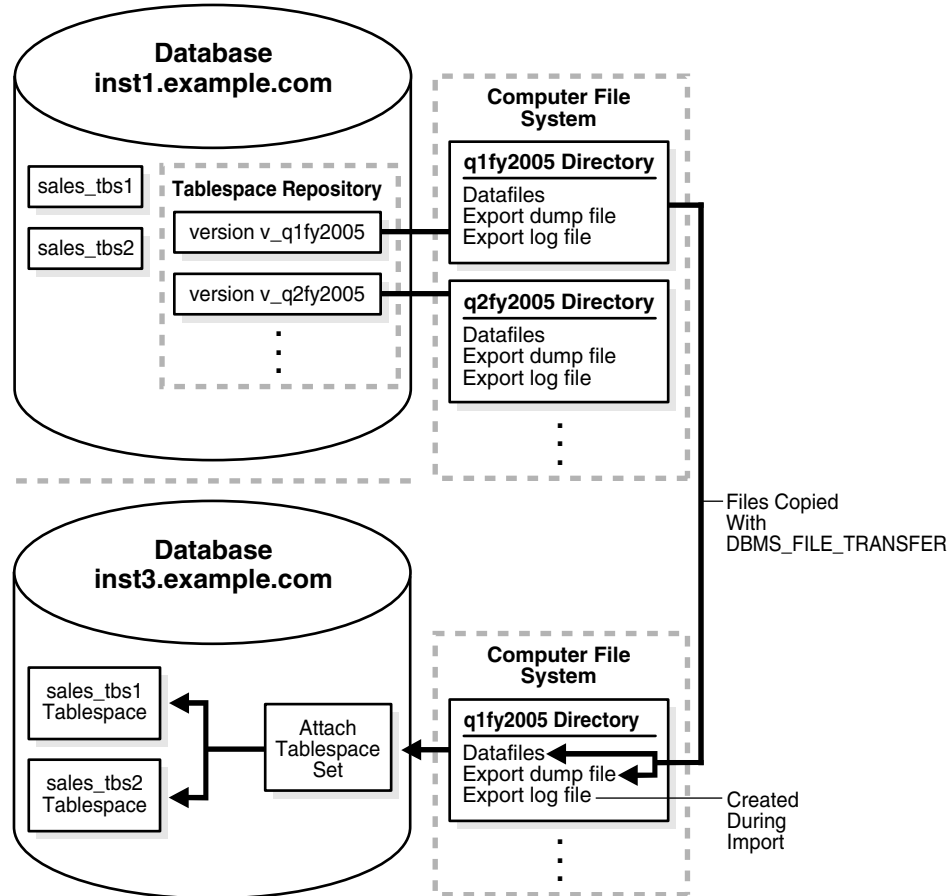 Database
inst1.example.com
sales_tbs1
sales_tbs2
Tablespace Repository
version v_q1fy2005
version v_q2fy2005
Computer File
System
q1fy2005 Directory
Datafiles
Export dump file
Export log file
q2fy2005 Directory
Datafiles
Export dump file
Export log file
Files Copied
With
DBMS_FILE_TRANSFER
Database
inst3.example.com
sales_tbs1
Tablespace
sales_tbs2
Tablespace
Attach
Tablespace
Set
Computer File
System
q1fy2005 Directory
Datafiles
Export dump file
Export log file
Created
During
Import